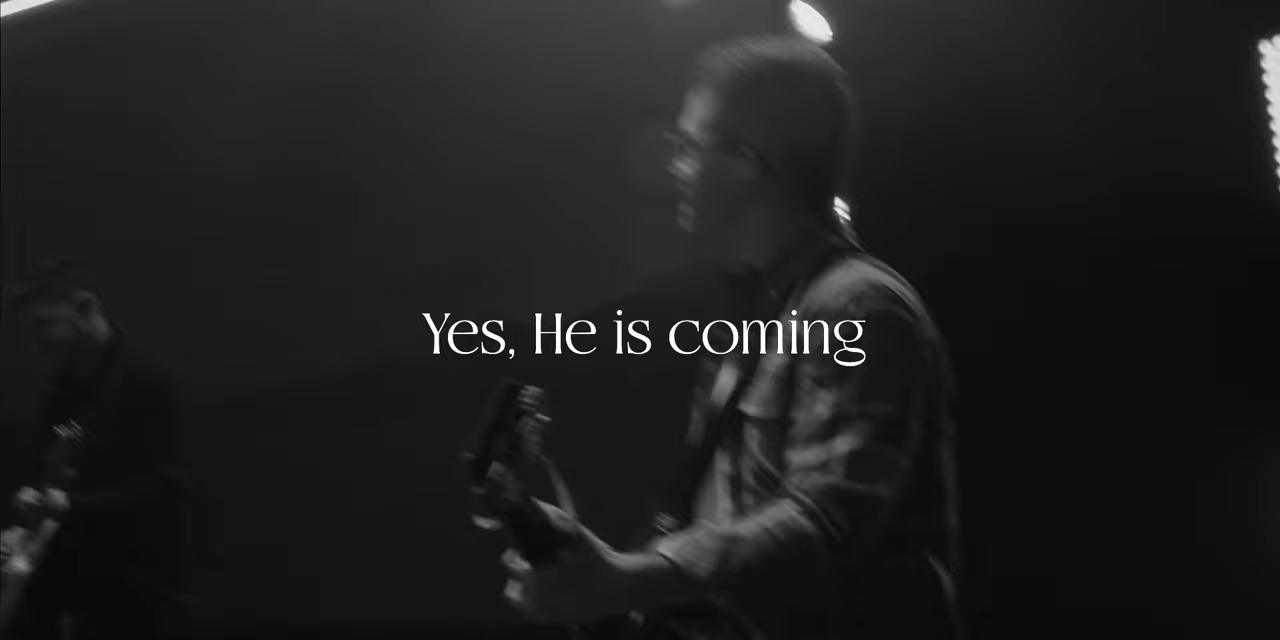 Yes, He is coming